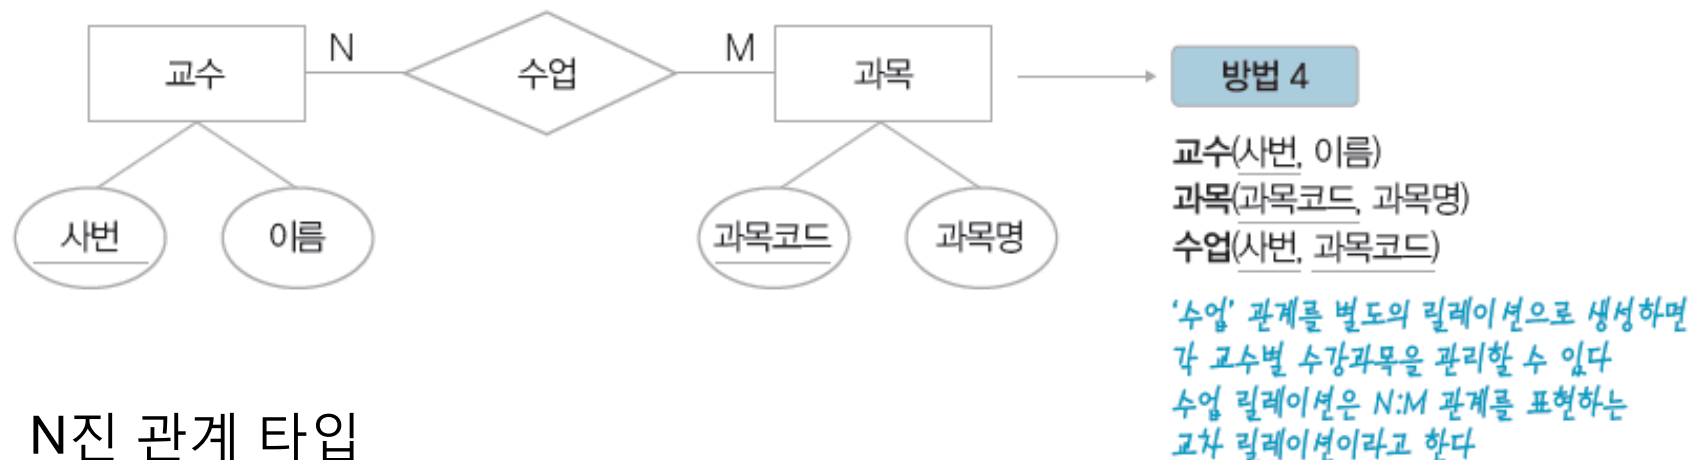 교수
N
수업
M
과목
방법 4
사번
이름
과목코드
과목명
교수(사번, 이름)
과목(과목코드, 과목명)
수업(사번, 과목코드)
‘수업’ 관계를 별도의 릴레이션으로 생성하면
각 교수별 수강과목을 관리할 수 있다
수업 릴레이션은 N:M 관계를 표현하는
교차 릴레이션이라고 한다
N진 관계 타입